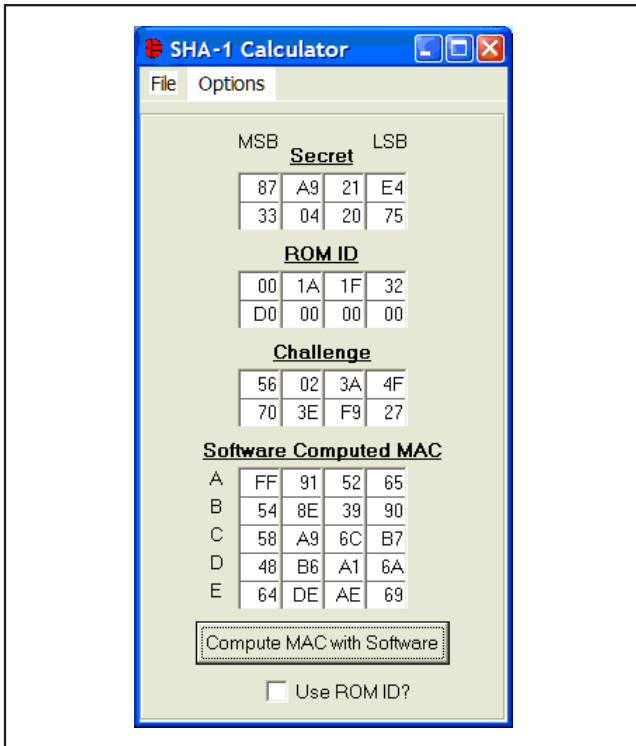 SHA-1 Calculator
File Options
MSB LSB
Secret
87 A9 21 E4
33 04 20 75
ROM ID
00 1A 1F 32
D0 00 00 00
Challenge
56 02 3A 4F
70 3E F9 27
Software Computed MAC
A FF 91 52 65
B 54 8E 39 90
C 58 A9 6C B7
D 48 B6 A1 6A
E 64 DE AE 69
Compute MAC with Software
Use ROM ID?